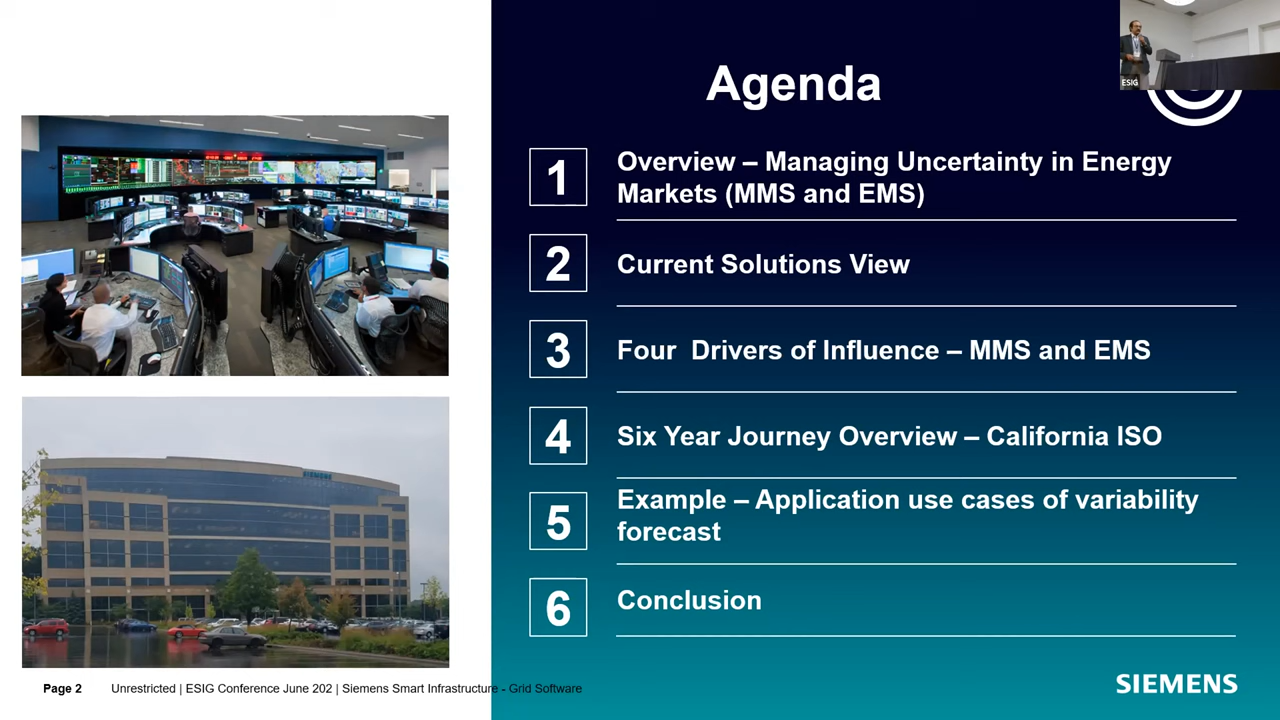 Agenda
ESIG
1
Overview – Managing Uncertainty in Energy
Markets (MMS and EMS)
2
Current Solutions View
3
Four  Drivers of Influence – MMS and EMS
4
Six Year Journey Overview – California ISO
5
Example – Application use cases of variability
forecast
6
Conclusion
SIEMENS
Page 2
Unrestricted | ESIG Conference June 202 | Siemens Smart Infrastructure - Grid Software
SIEMENS